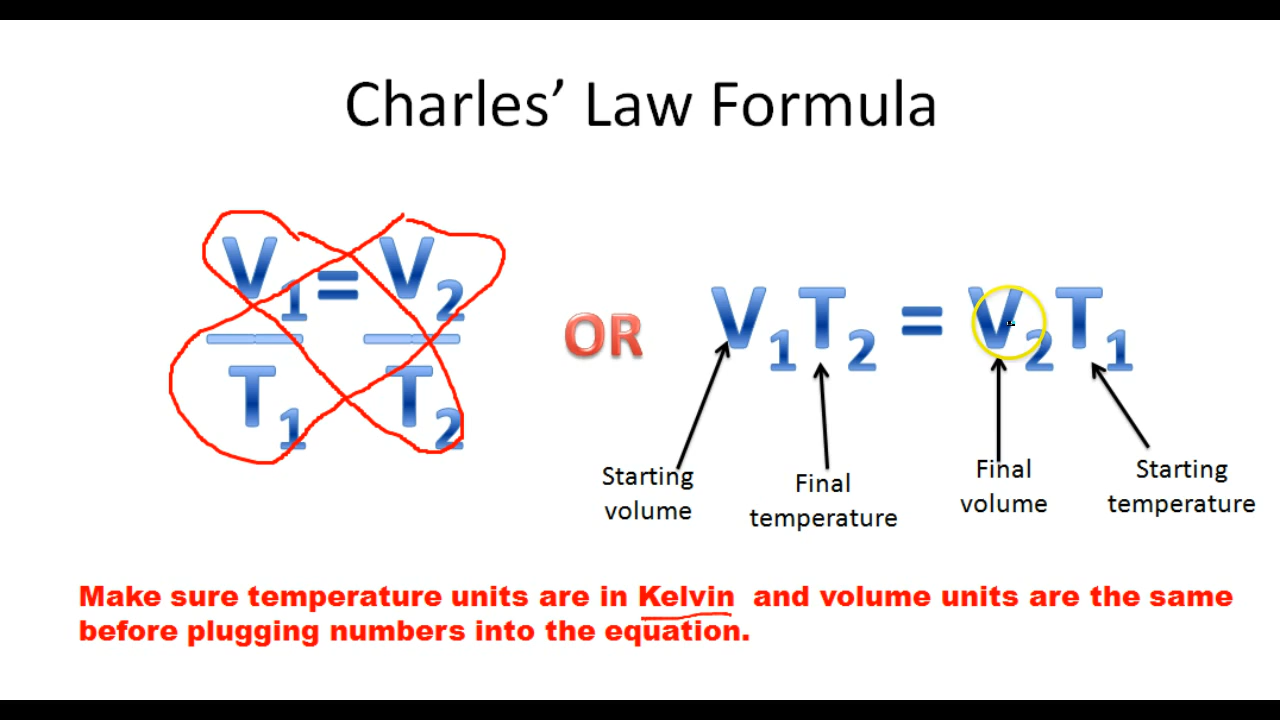 Charles’ Law Formula
V1 = V2
T1 T2
OR
V1T2 = V2T1
Starting volume
Final temperature
Final volume
Starting temperature
Make sure temperature units are in Kelvin and volume units are the same
before plugging numbers into the equation.